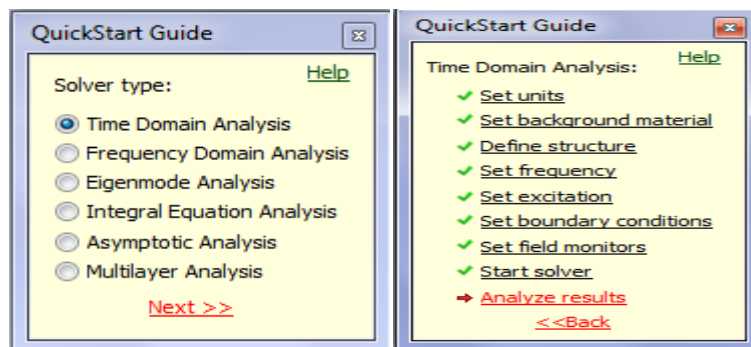 QuickStart Guide
Help
Solver type:
Time Domain Analysis
Frequency Domain Analysis
Eigenmode Analysis
Integral Equation Analysis
Asymptotic Analysis
Multilayer Analysis
Next >>
QuickStart Guide
Help
Time Domain Analysis:
Set units
Set background material
Define structure
Set frequency
Set excitation
Set boundary conditions
Set field monitors
Start solver
Analyze results
<<Back